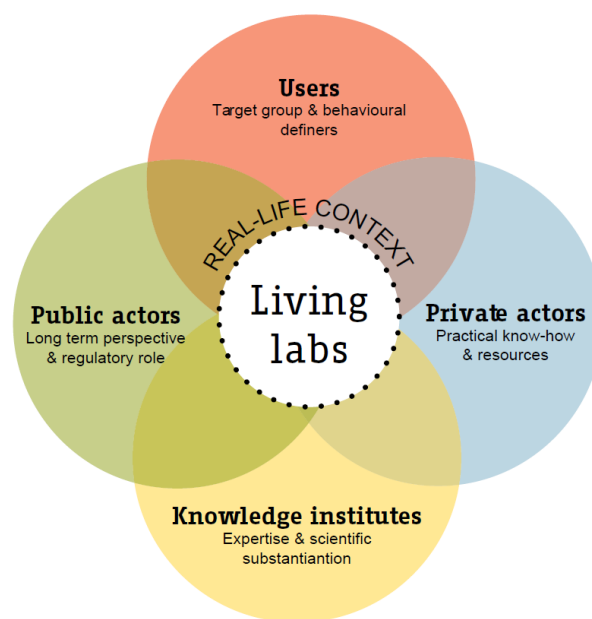 Users
Target group & behavioural
definers
REAL-LIFE CONTEXT
Living
labs
Public actors
Long term perspective
& regulatory role
Private actors
Practical know-how
& resources
Knowledge institutes
Expertise & scientific
substantiantion